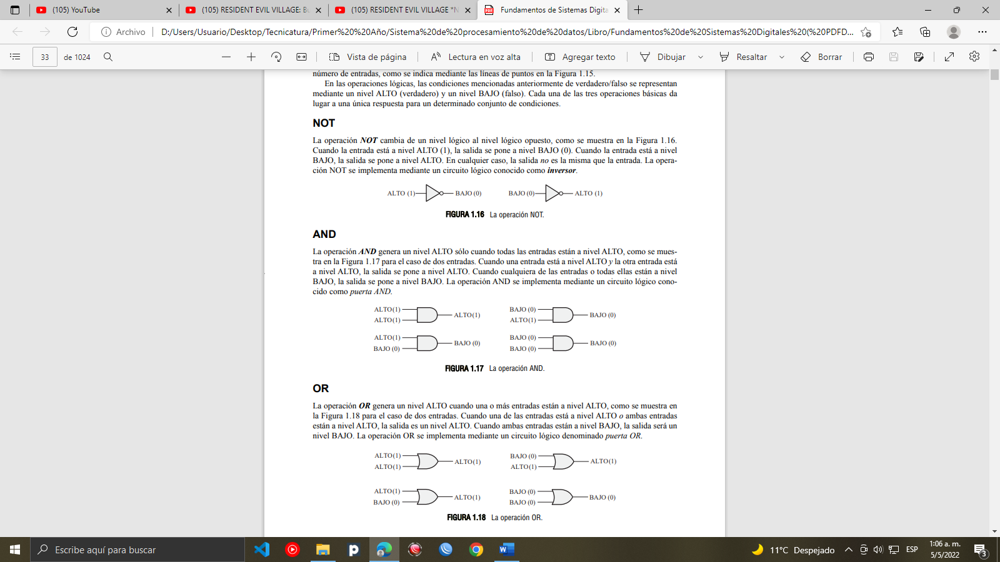 (105) YouTube
(105) RESIDENT EVIL VILLAGE: Bu
(105) RESIDENT EVIL VILLAGE *N
Fundamentos de Sistemas Digita
Archivo
D:/Users/Usuario/Desktop/Tecnicatura/Primer%20%20Año/Sistema%20de%20procesamiento%20de%20datos/Libro/Fundamentos%20de%20Sistemas%20Digitales%20(%20PDFD...
33 de 1024
Vista de página
Lectura en voz alta
Agregar texto
Dibujar
Resaltar
Borrar
número de entradas, como se indica mediante las líneas de puntos en la Figura 1.15.
En las operaciones lógicas, las condiciones mencionadas anteriormente de verdadero/falso se representan
mediante un nivel ALTO (verdadero) y un nivel BAJO (falso). Cada una de las tres operaciones básicas da
lugar a una única respuesta para un determinado conjunto de condiciones.
NOT
La operación NOT cambia de un nivel lógico al nivel lógico opuesto, como se muestra en la Figura 1.16.
Cuando la entrada está a nivel ALTO (1), la salida se pone a nivel BAJO (0). Cuando la entrada está a nivel
BAJO, la salida se pone a nivel ALTO. En cualquier caso, la salida no es la misma que la entrada. La opera-
ción NOT se implementa mediante un circuito lógico conocido como inversor.
ALTO (1) BAJO (0) BAJO (0) ALTO (1)
FIGURA 1.16 La operación NOT.
AND
La operación AND genera un nivel ALTO sólo cuando todas las entradas están a nivel ALTO, como se mues-
tra en la Figura 1.17 para el caso de dos entradas. Cuando una entrada está a nivel ALTO y la otra entrada está
a nivel ALTO, la salida se pone a nivel ALTO. Cuando cualquiera de las entradas o todas ellas están a nivel
BAJO, la salida se pone a nivel BAJO. La operación AND se implementa mediante un circuito lógico cono-
cido como puerta AND.
ALTO (1) BAJO (0)
ALTO (1) BAJO (0)
ALTO (1) ALTO (1)
ALTO (1) BAJO (0)
BAJO (0) BAJO (0)
BAJO (0) BAJO (0)
FIGURA 1.17 La operación AND.
OR
La operación OR genera un nivel ALTO cuando una o más entradas están a nivel ALTO, como se muestra en
la Figura 1.18 para el caso de dos entradas. Cuando una de las entradas está a nivel ALTO o ambas entradas
están a nivel ALTO, la salida es un nivel ALTO. Cuando ambas entradas están a nivel BAJO, la salida será un
nivel BAJO. La operación OR se implementa mediante un circuito lógico denominado puerta OR.
ALTO (1) BAJO (0)
ALTO (1) ALTO (1)
ALTO (1) ALTO (1)
ALTO (1) BAJO (0)
ALTO (1) BAJO (0)
BAJO (0) BAJO (0)
FIGURA 1.18 La operación OR.
Escribe aquí para buscar
11°C Despejado
ESP
1:06 a. m.
5/5/2022
3